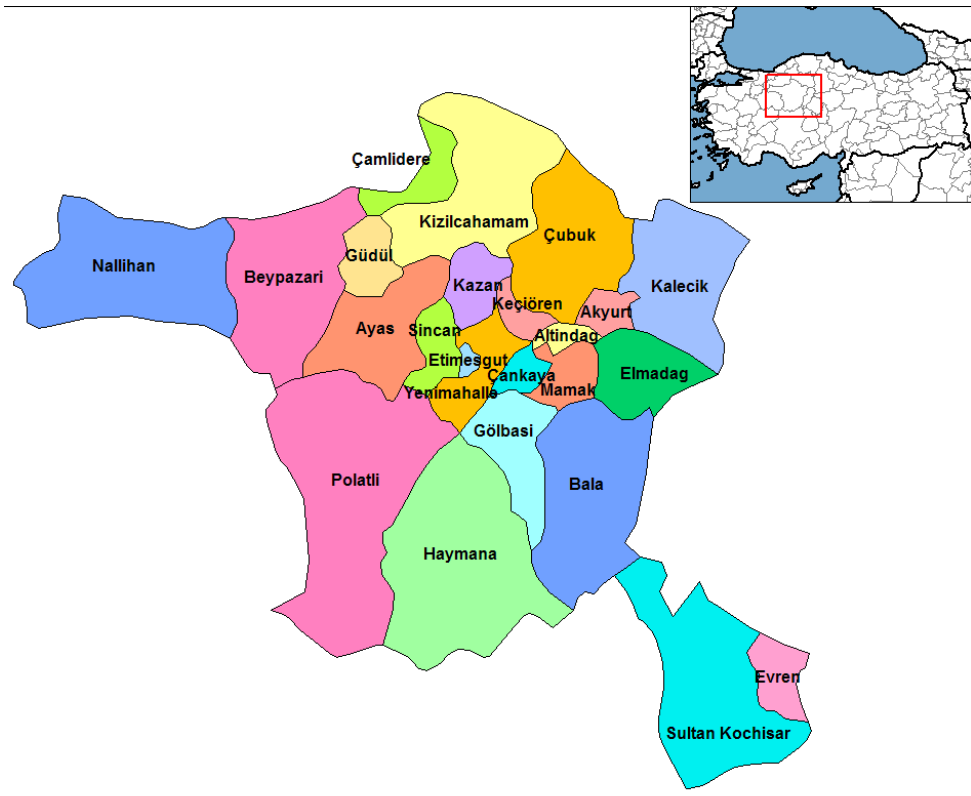 Çamlidere
Kizilcahamam
Çubuk
Güdül
Nallihan
Beypazari
Kazan
Kalecik
Keçiören
Akyurt
Ayas
Sincan
Altindag
Etimesgut
Çankaya
Elmadag
Yenimahalle
Mamak
Gölbasi
Polatli
Bala
Haymana
Evren
Sultan Kochisar